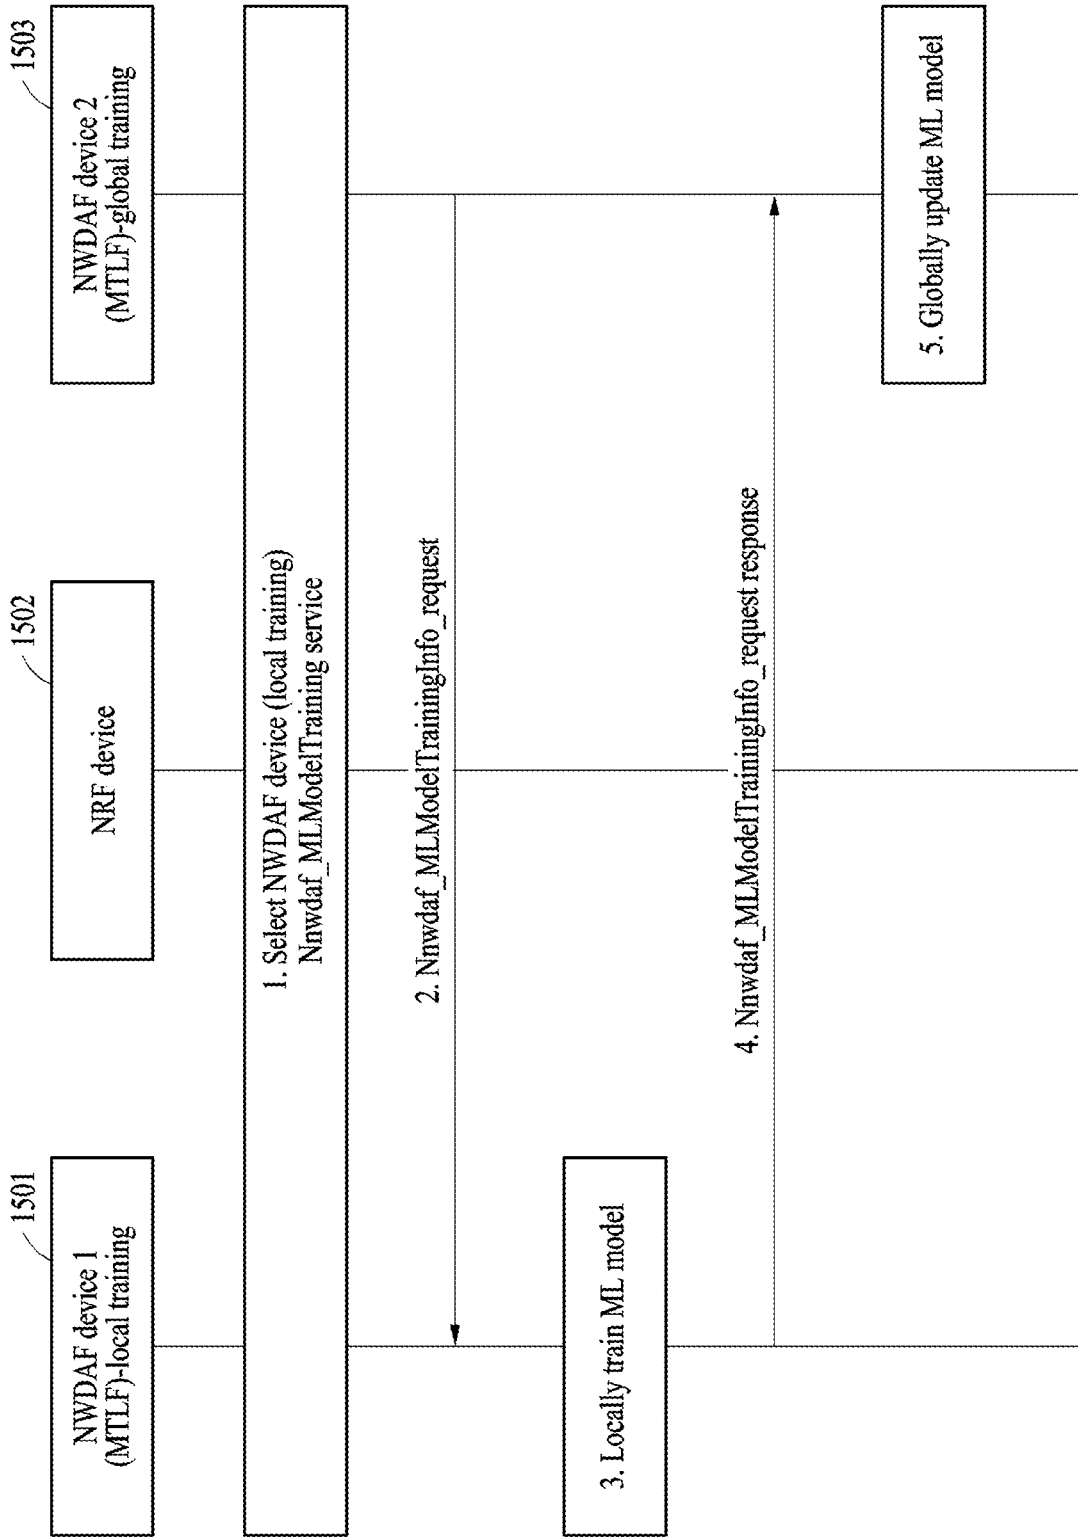 1501
NWDAF device 1
(MTLF)-local training
1502
NRF device
1503
NWDAF device 2
(MTLF)-global training
1. Select NWDAF device (local training)
Nnwdaf_MLModelTraining service
2. Nnwdaf_MLModelTrainingInfo_request
3. Locally train ML model
4. Nnwdaf_MLModelTrainingInfo_request response
5. Globally update ML model